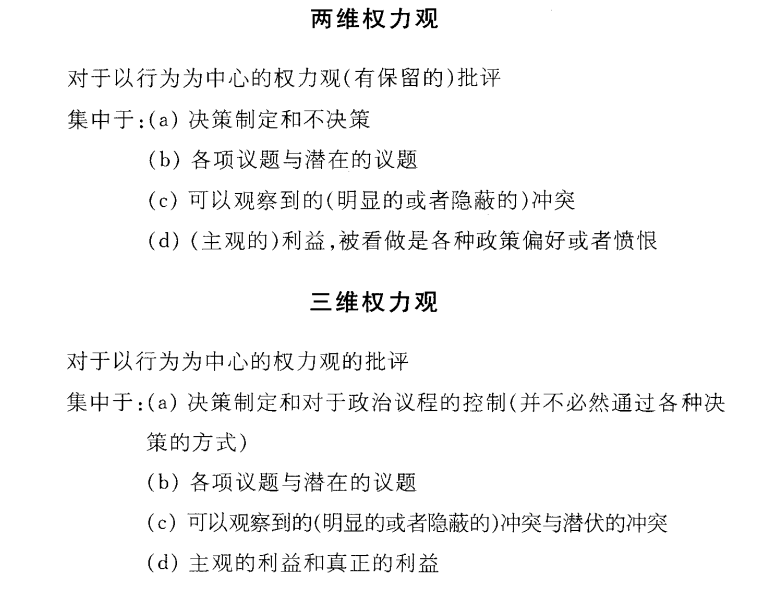 两维权力观
对于以行为为中心的权力观(有保留的)批评
集中于:(a) 决策制定和不决策
(b) 各项议题与潜在的议题
(c) 可以观察到的(明显的或者隐蔽的)冲突
(d) (主观的)利益,被看做是各种政策偏好或者愤恨
三维权力观
对于以行为为中心的权力观的批评
集中于:(a) 决策制定和对于政治议程的控制(并不必然通过各种决
策的方式)
(b) 各项议题与潜在的议题
(c) 可以观察到的(明显的或者隐蔽的)冲突与潜伏的冲突
(d) 主观的利益和真正的利益